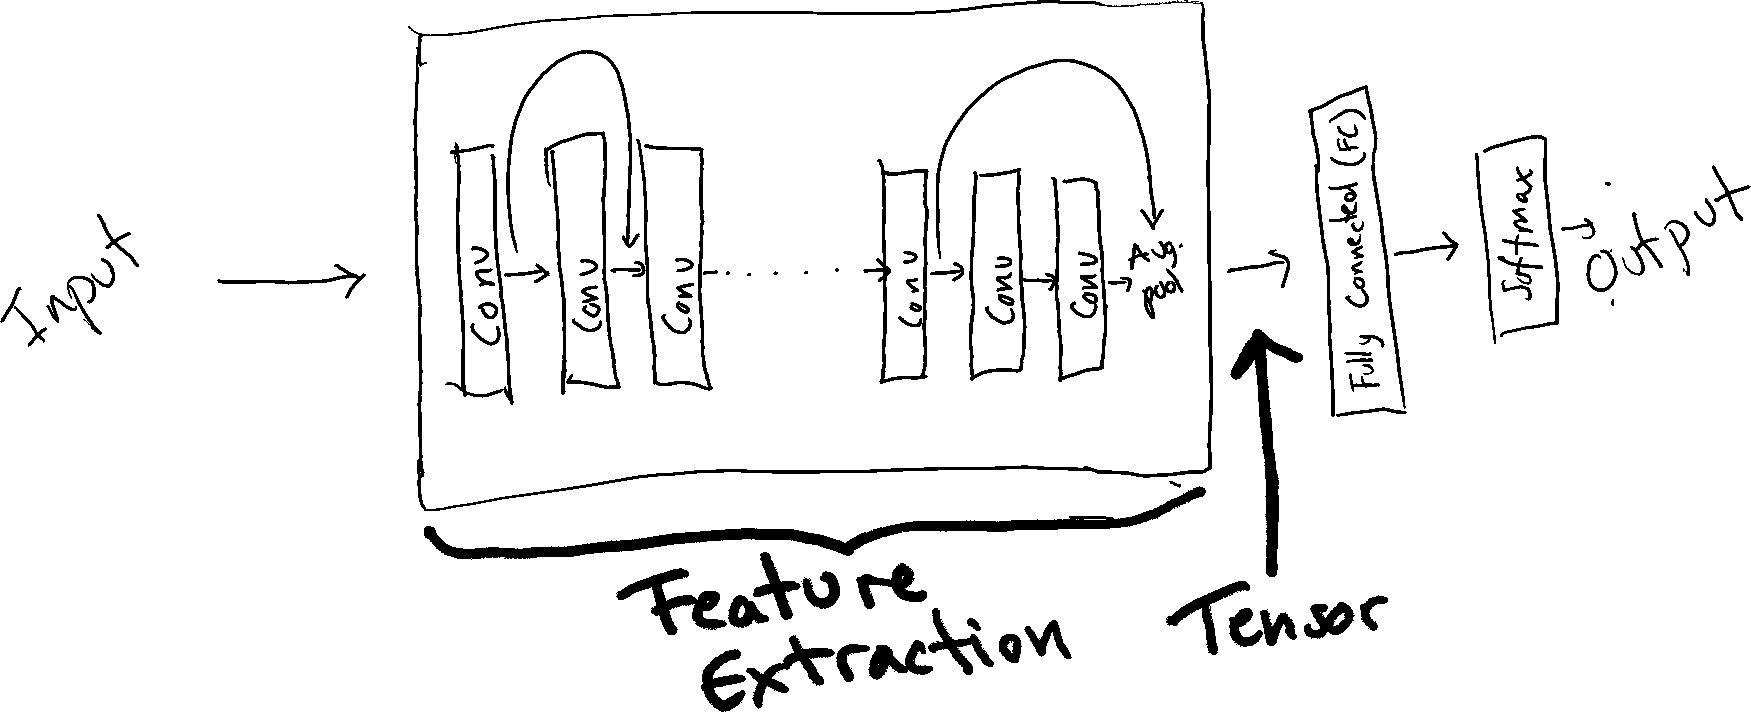 Input
Conv
Conv
Conv
Conv
Conv
Conv
Avg.
pool
Fully Connected (FC)
Softmax
Output
Feature
Extraction
Tensor